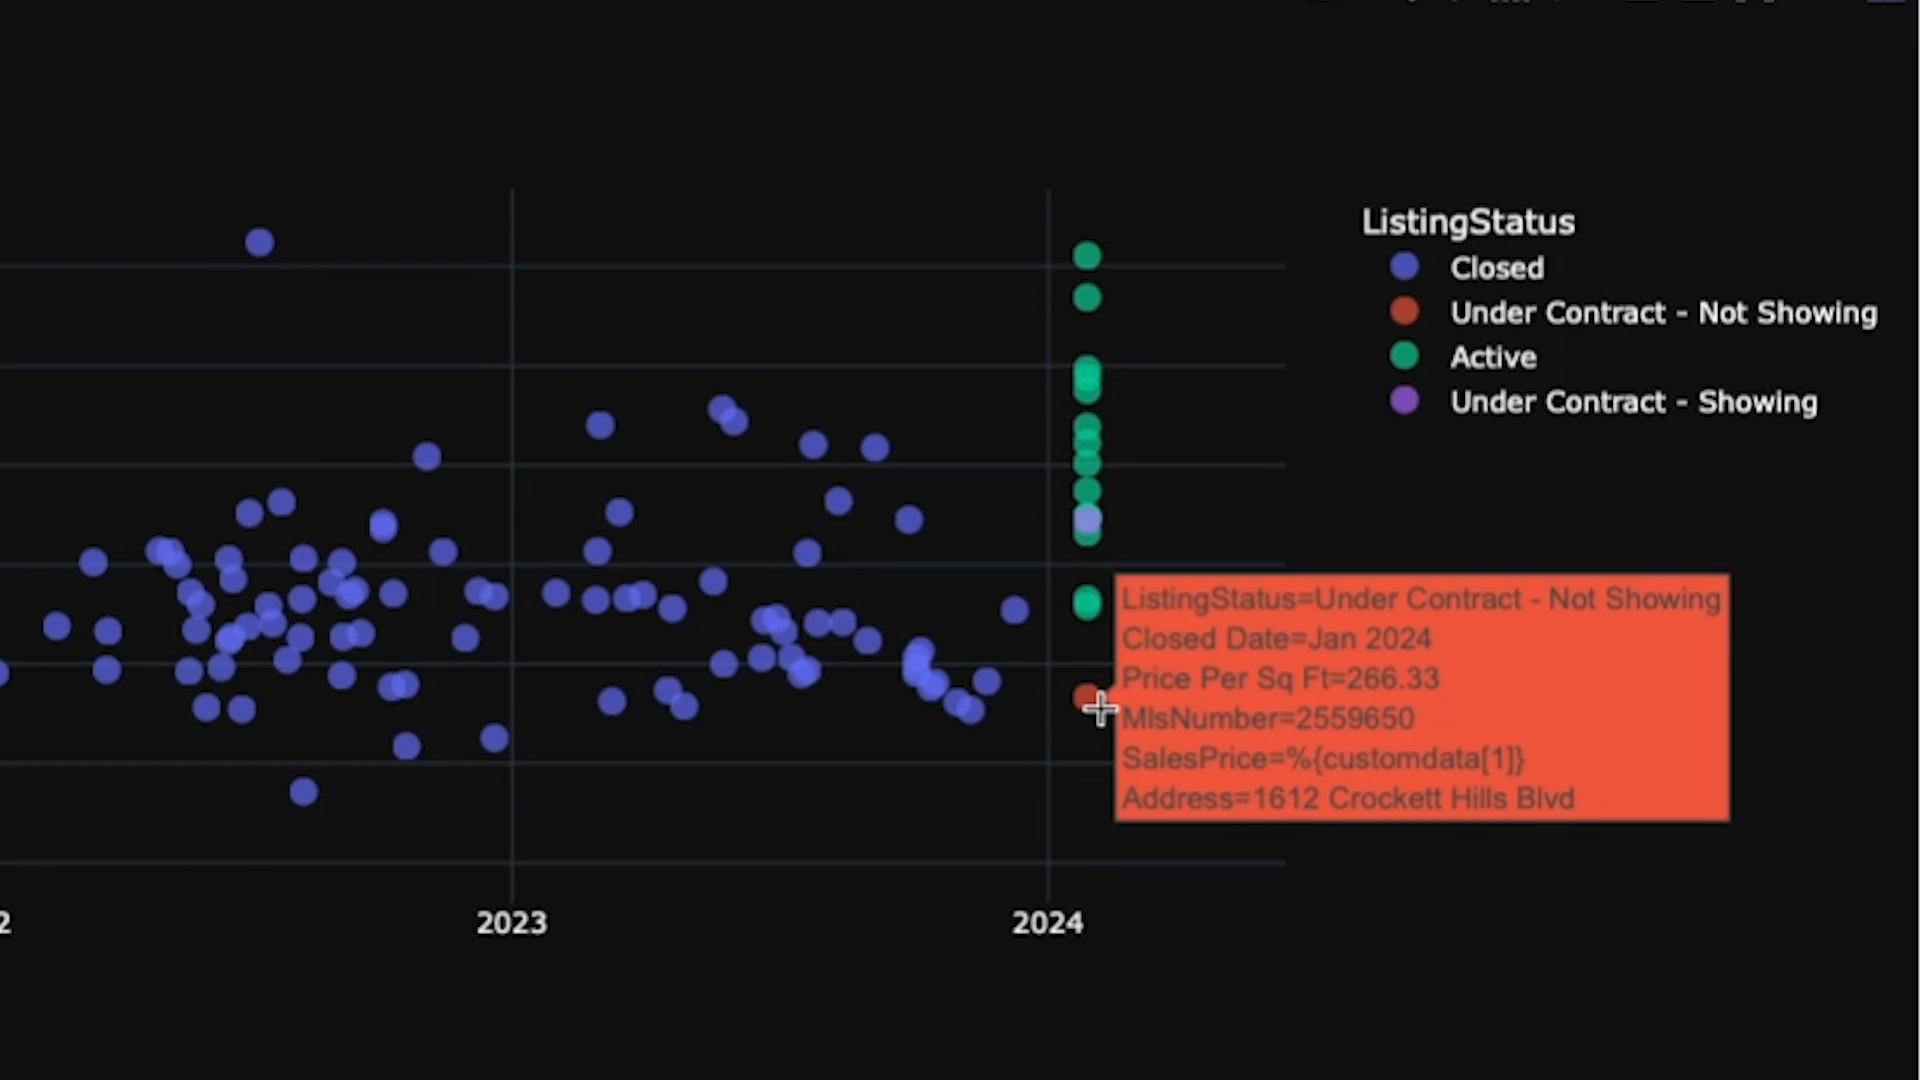 ListingStatus
Closed
Under Contract - Not Showing
Active
Under Contract - Showing
ListingStatus=Under Contract - Not Showing
Closed Date=Jan 2024
Price Per Sq Ft=266.33
MlsNumber=2559650
SalesPrice=%{customdata[1]}
Address=1612 Crockett Hills Blvd
2
2023
2024